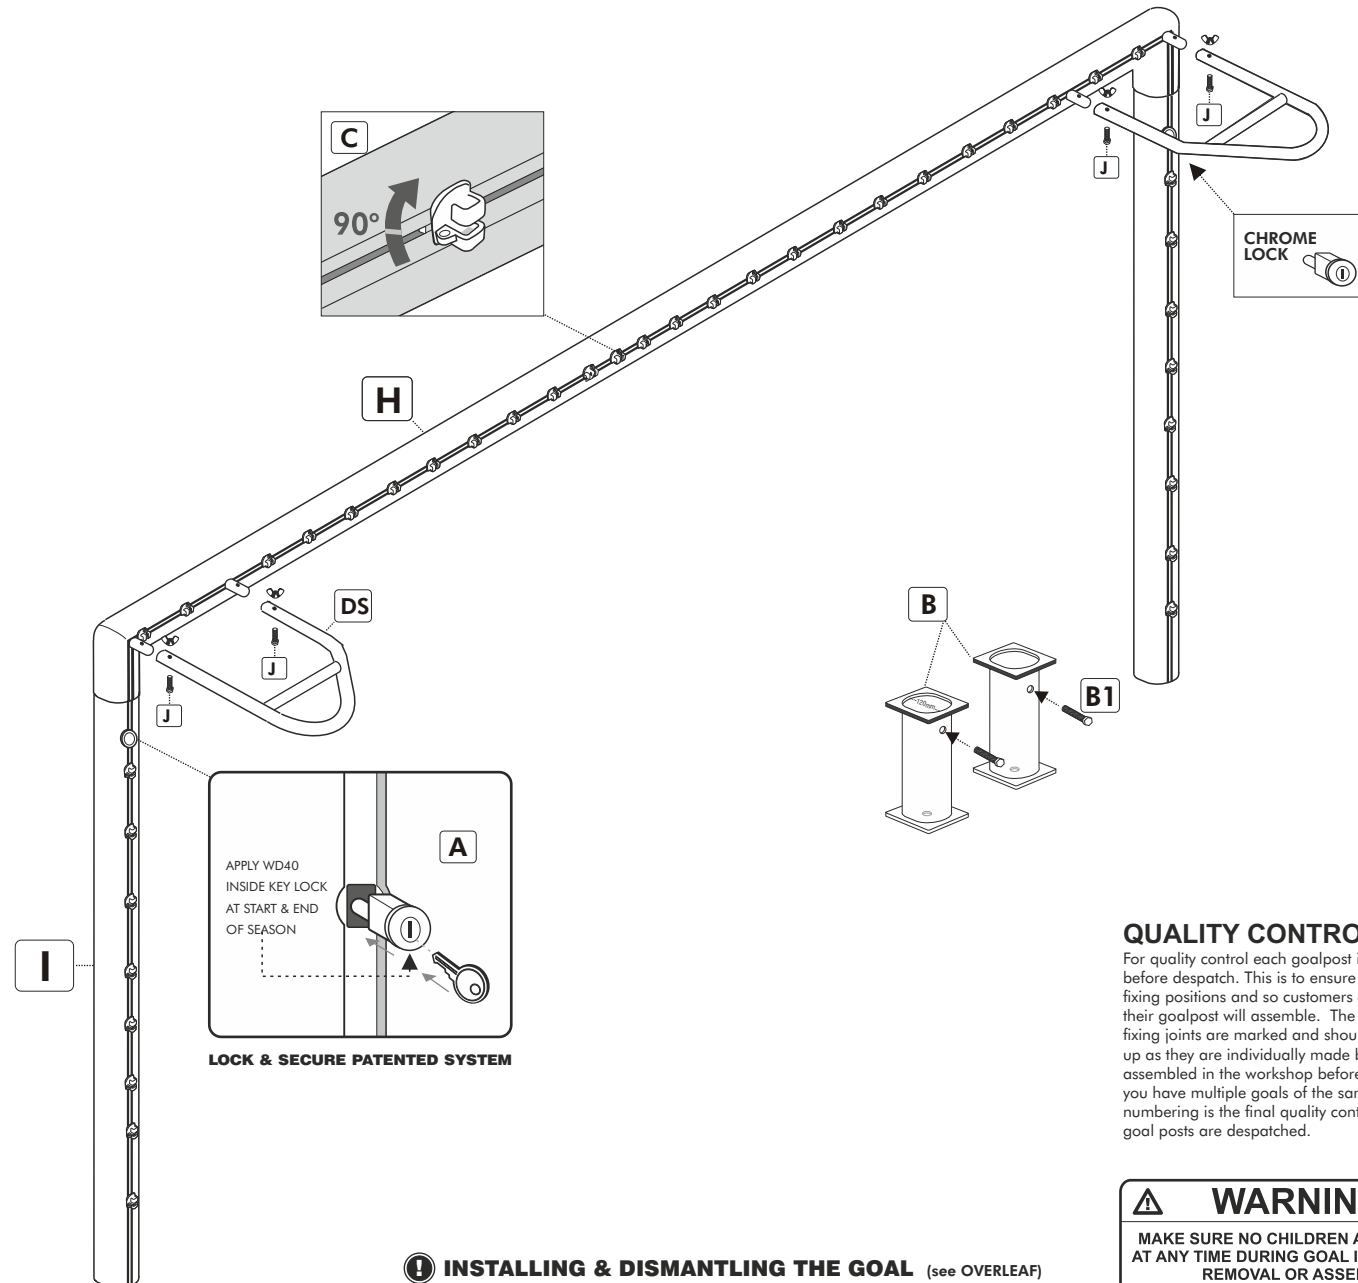 C
90°
J
J
CHROME
LOCK
H
DS
J
J
B
B1
120mm
A
APPLY WD40
INSIDE KEY LOCK
AT START & END
OF SEASON
I
LOCK & SECURE PATENTED SYSTEM
QUALITY CONTRO
For quality control each goalpost i
before despatch. This is to ensure
fixing positions and so customers
their goalpost will assemble. The
fixing joints are marked and shou
up as they are individually made b
assembled in the workshop before
you have multiple goals of the sa
numbering is the final quality cont
goal posts are despatched.
WARNIN
MAKE SURE NO CHILDREN A
AT ANY TIME DURING GOAL I
REMOVAL OR ASSE
INSTALLING & DISMANTLING THE GOAL (see OVERLEAF)